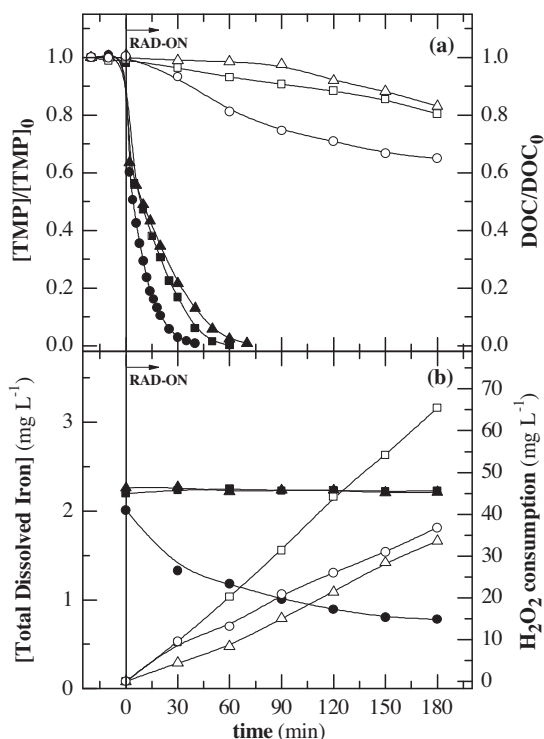 RAD-ON
(a)
1.0
0.8
0.6
0.4
0.2
0.0
[TMP]/[TMP]0
1.0
0.8
0.6
0.4
0.2
0.0
DOC/DOC0
RAD-ON
(b)
3
2
1
0
[Total Dissolved Iron] (mg L-1)
70
60
50
40
30
20
10
0
H2O2 consumption (mg L-1)
0 30 60 90 120 150 180
time (min)